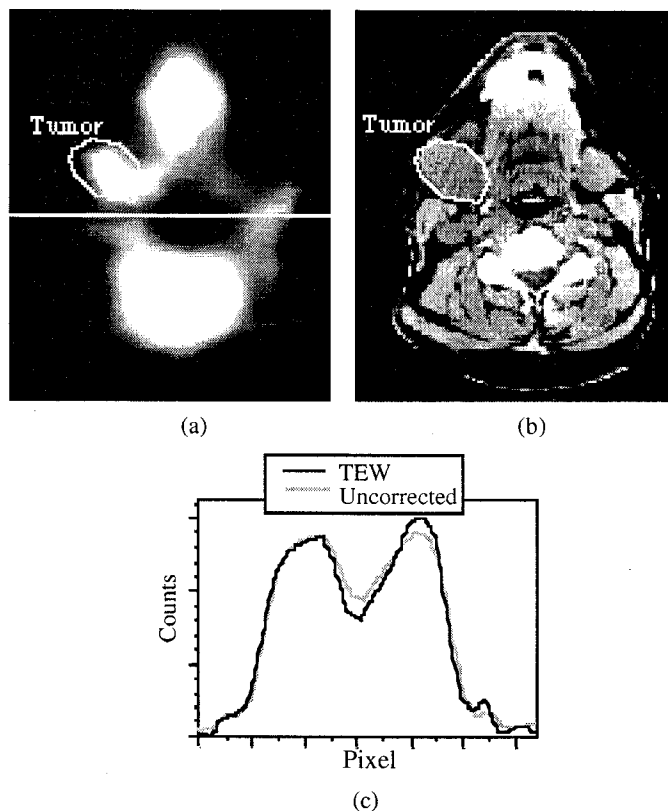 Tumor
Tumor
(a)
(b)
TEW
Uncorrected
Counts
Pixel
(c)